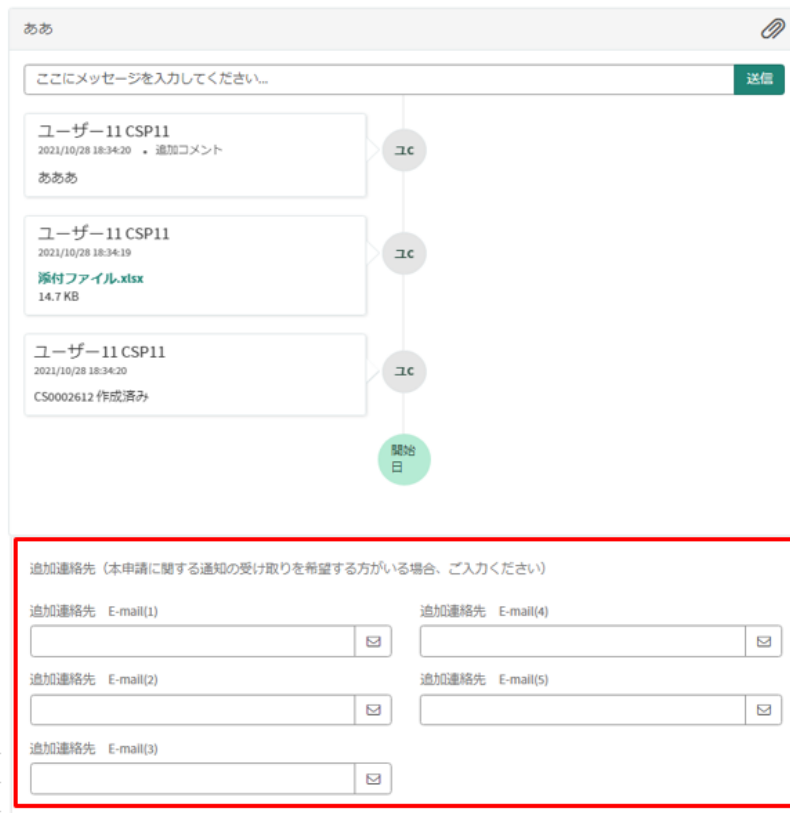 ああ
ここにメッセージを入力してください...
送信
ユーザー11 CSP11
2021/10/28 18:34:20 • 追加コメント
あああ
ユC
ユーザー11 CSP11
2021/10/28 18:34:19
添付ファイル.xlsx
14.7 KB
ユC
ユーザー11 CSP11
2021/10/28 18:34:20
CS0002612 作成済み
ユC
開始
日
追加連絡先（本申請に関する通知の受け取りを希望する方がいる場合、ご入力ください）
追加連絡先 E-mail(1)
追加連絡先 E-mail(4)
追加連絡先 E-mail(2)
追加連絡先 E-mail(5)
追加連絡先 E-mail(3)